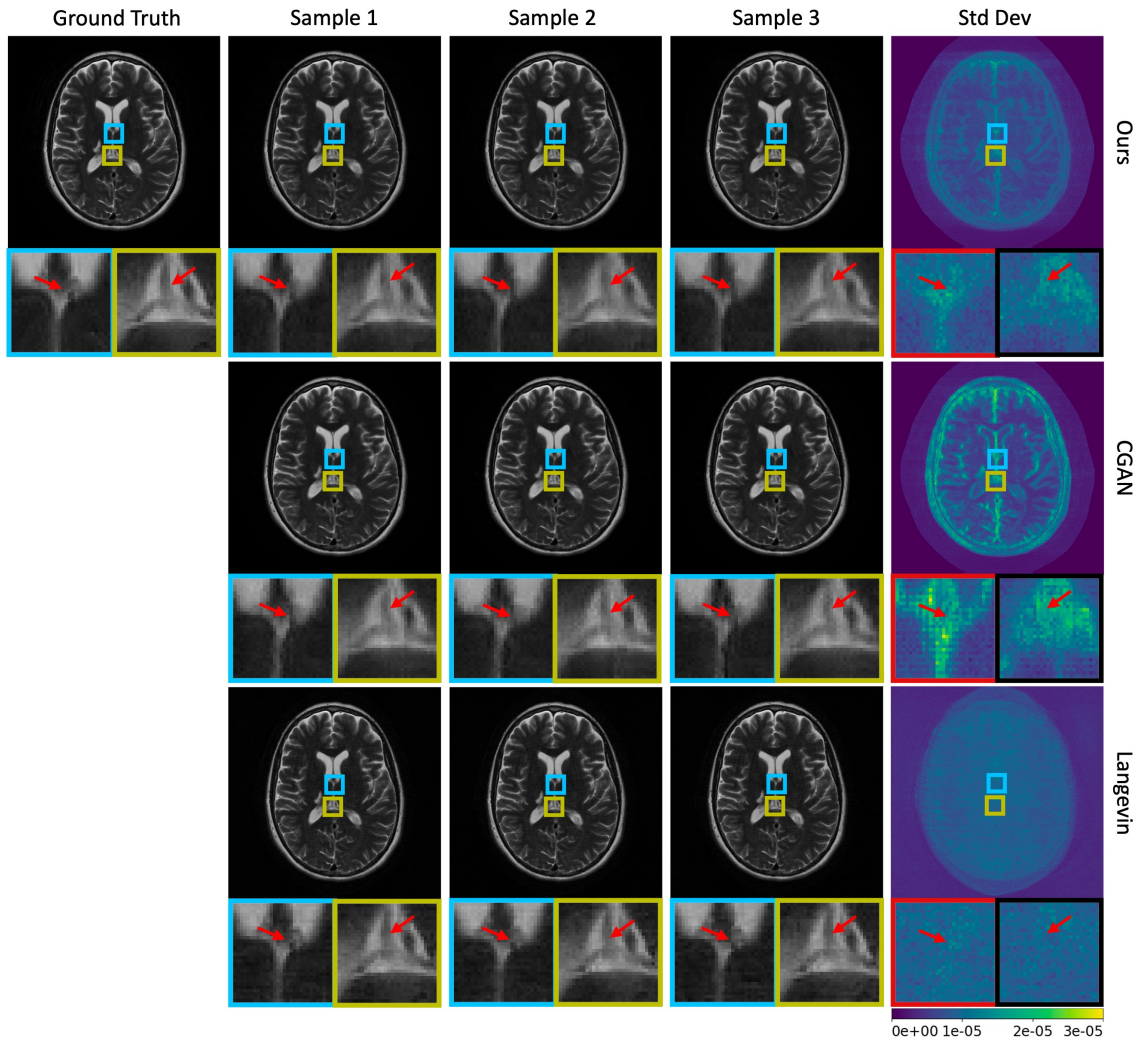 Ground Truth Sample 1 Sample 2 Sample 3 Std Dev
Ours
CGAN
Langevin
0e+00 1e-05 2e-05 3e-05